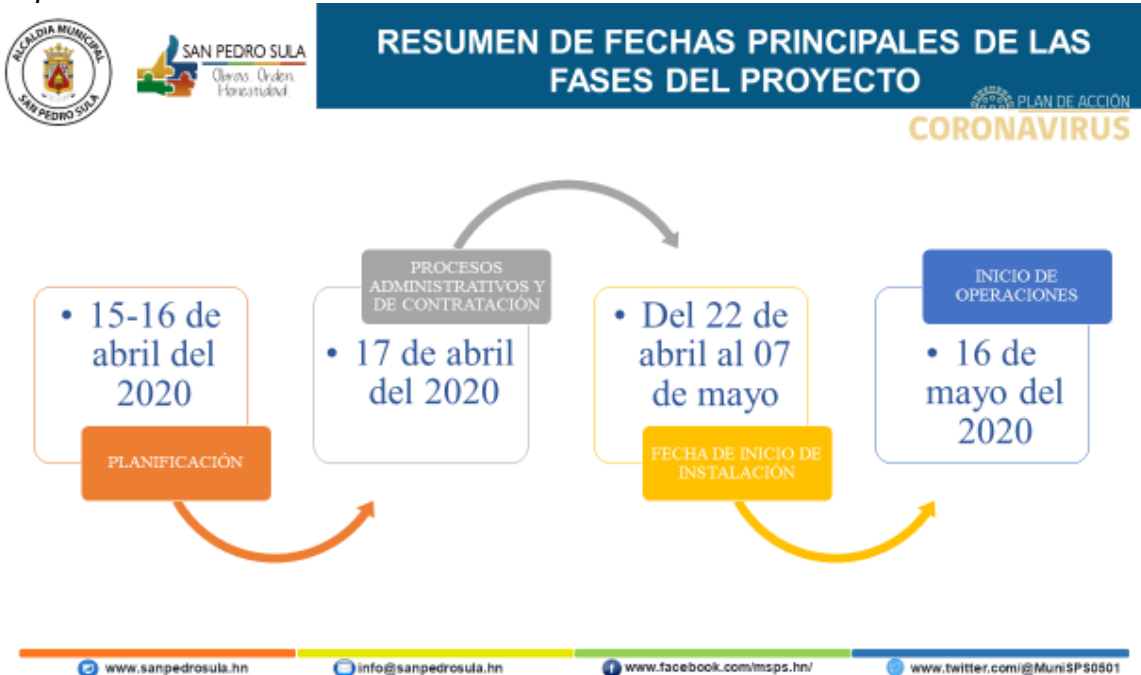 ALCALDIA MUNICIPAL
SAN PEDRO SULA
SAN PEDRO SULA
Obras. Orden.
Honestidad.
RESUMEN DE FECHAS PRINCIPALES DE LAS
FASES DEL PROYECTO
PLAN DE ACCIÓN
CORONAVIRUS
• 15-16 de
abril del
2020
PLANIFICACIÓN
PROCESOS
ADMINISTRATIVOS Y
DE CONTRATACIÓN
• 17 de abril
del 2020
• Del 22 de
abril al 07
de mayo
FECHA DE INICIO DE
INSTALACIÓN
INICIO DE
OPERACIONES
• 16 de
mayo del
2020
www.sanpedrosula.hn
info@sanpedrosula.hn
www.facebook.com/msps.hn/
www.twitter.com/@MuniSPS0501